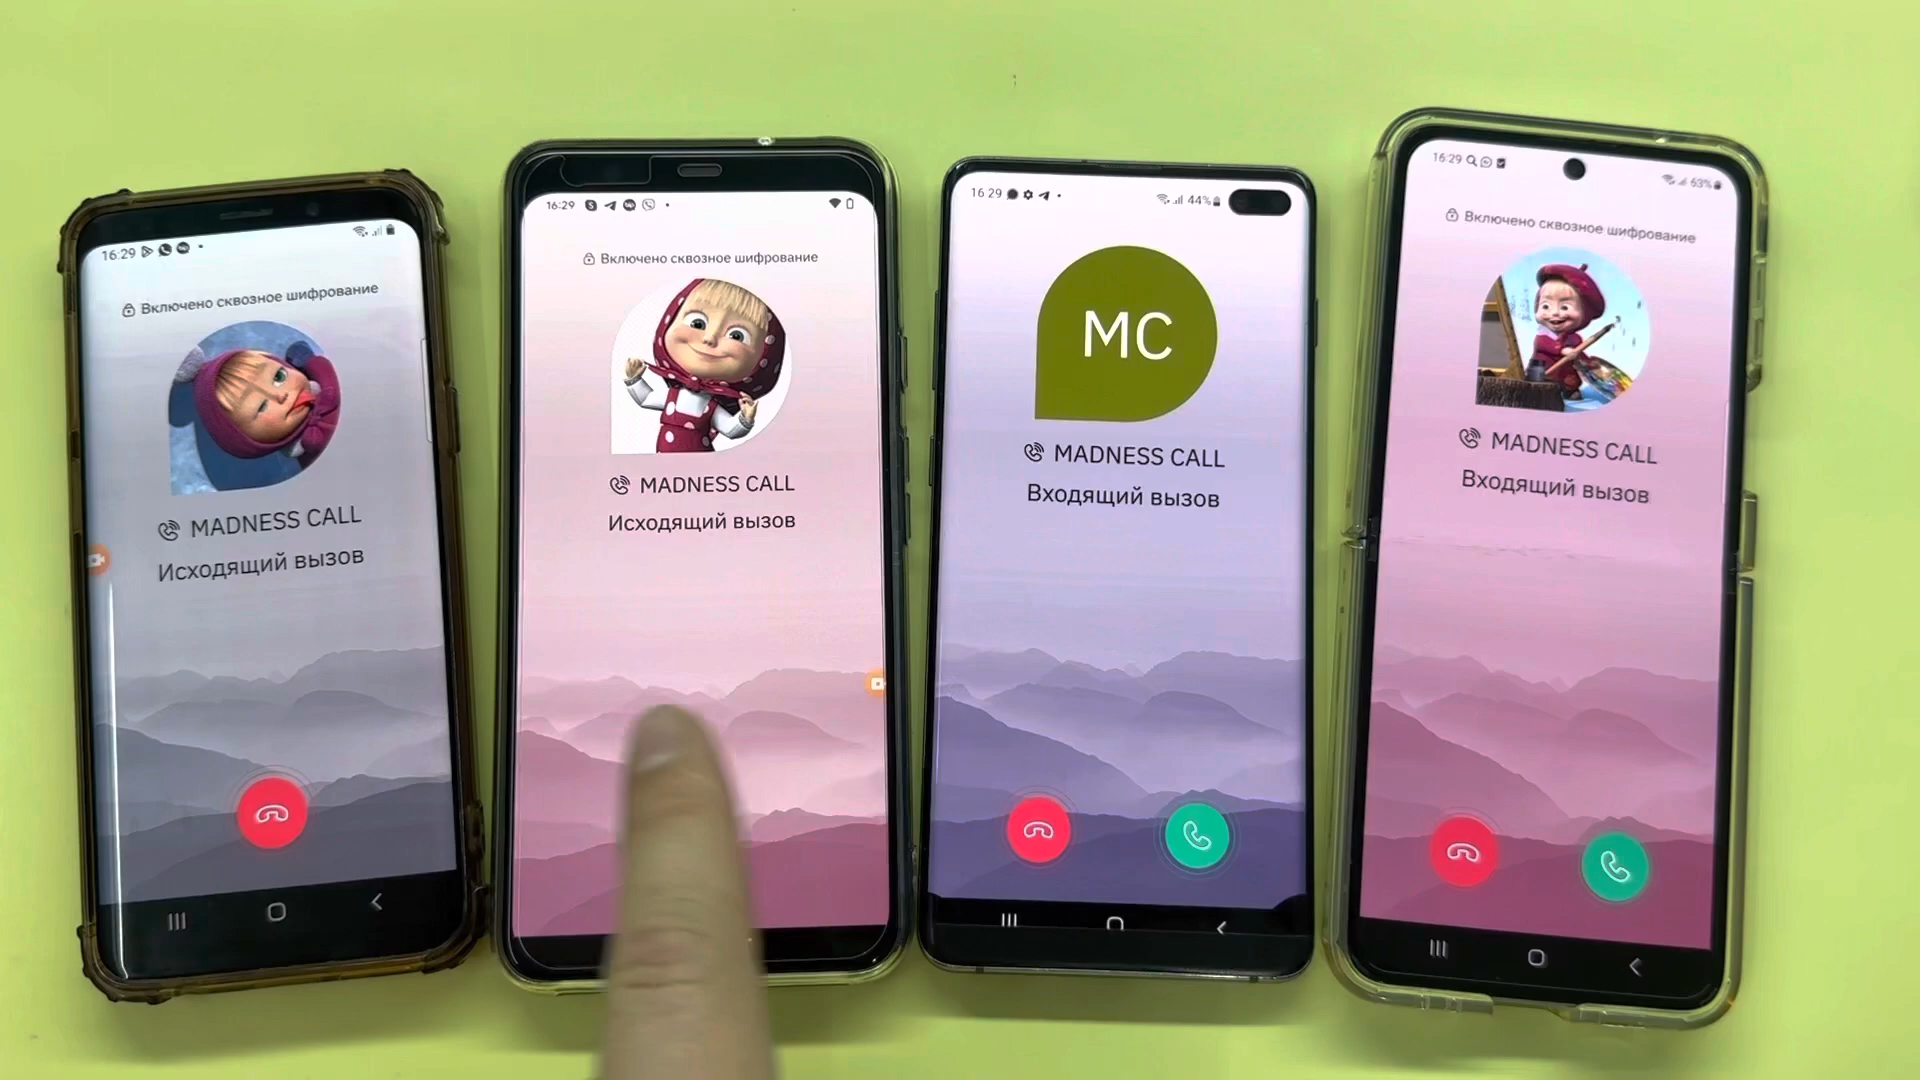 16:29
Включено сквозное шифрование
MADNESS CALL
Исходящий вызов
16:29
Включено сквозное шифрование
MADNESS CALL
Исходящий вызов
16:29
44%
MC
MADNESS CALL
Входящий вызов
16:29
63%
Включено сквозное шифрование
MADNESS CALL
Входящий вызов